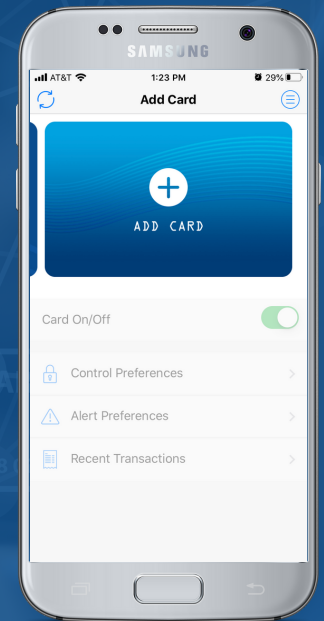 SAMSUNG
AT&T 1:23 PM 29%
Add Card
ADD CARD
Card On/Off
Control Preferences
Alert Preferences
Recent Transactions